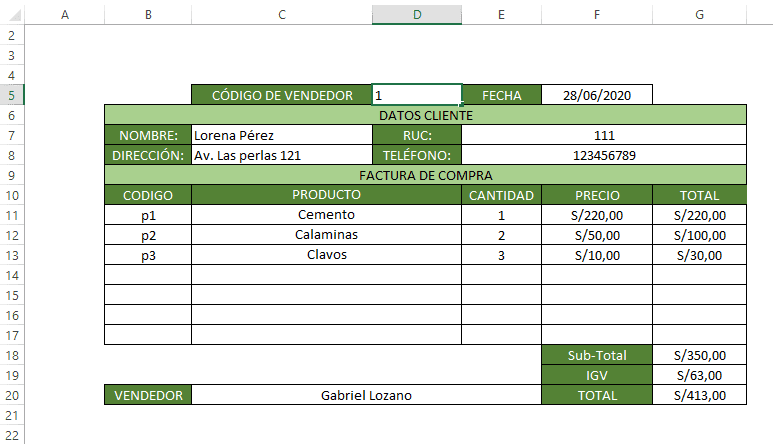 A B C D E F G
2
3
4
5 CÓDIGO DE VENDEDOR 1 FECHA 28/06/2020
6 DATOS CLIENTE
7 NOMBRE: Lorena Pérez RUC: 111
8 DIRECCIÓN: Av. Las perlas 121 TELÉFONO: 123456789
9 FACTURA DE COMPRA
10 CODIGO PRODUCTO CANTIDAD PRECIO TOTAL
11 p1 Cemento 1 S/220,00 S/220,00
12 p2 Calaminas 2 S/50,00 S/100,00
13 p3 Clavos 3 S/10,00 S/30,00
14
15
16
17
18 Sub-Total S/350,00
19 IGV S/63,00
20 VENDEDOR Gabriel Lozano TOTAL S/413,00
21
22